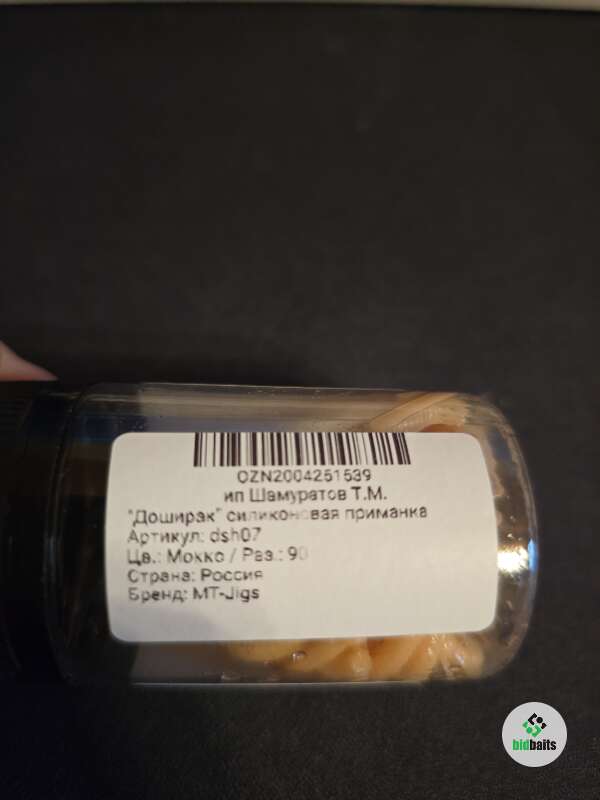 OZN2004251539
ип Шамуратов Т.М.
"Доширак" силиконовая приманка
Артикул: dsh07
Цв.: Мокко / Раз.: 90
Страна: Россия
Бренд: MT-Jigs
bidbaits